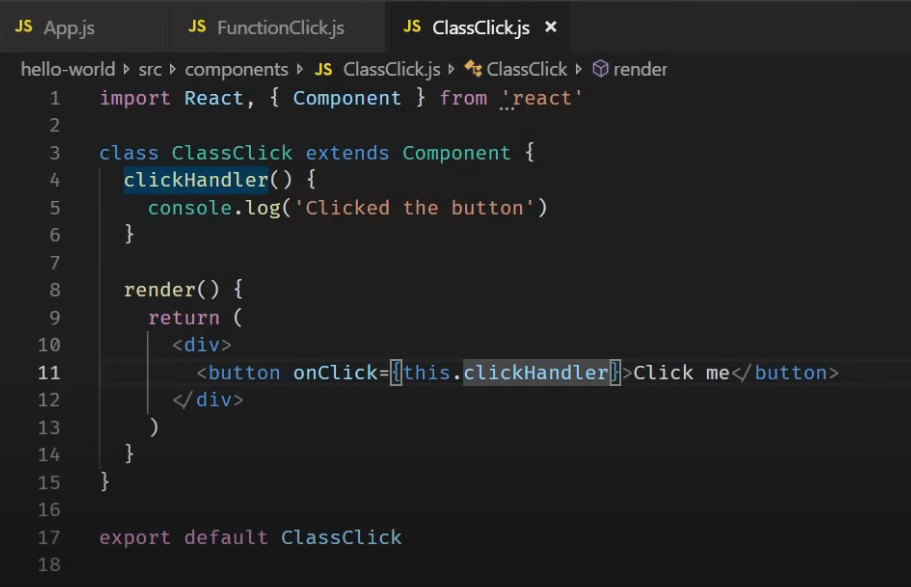 JS App.js JS FunctionClick.js JS ClassClick.js ×
hello-world › src › components › JS ClassClick.js › ClassClick › render
1 import React, { Component } from 'react'
2
3 class ClassClick extends Component {
4 clickHandler() {
5 console.log('Clicked the button')
6 }
7
8 render() {
9 return (
10 <div>
11 <button onClick={this.clickHandler}>Click me</button>
12 </div>
13 )
14 }
15 }
16
17 export default ClassClick
18